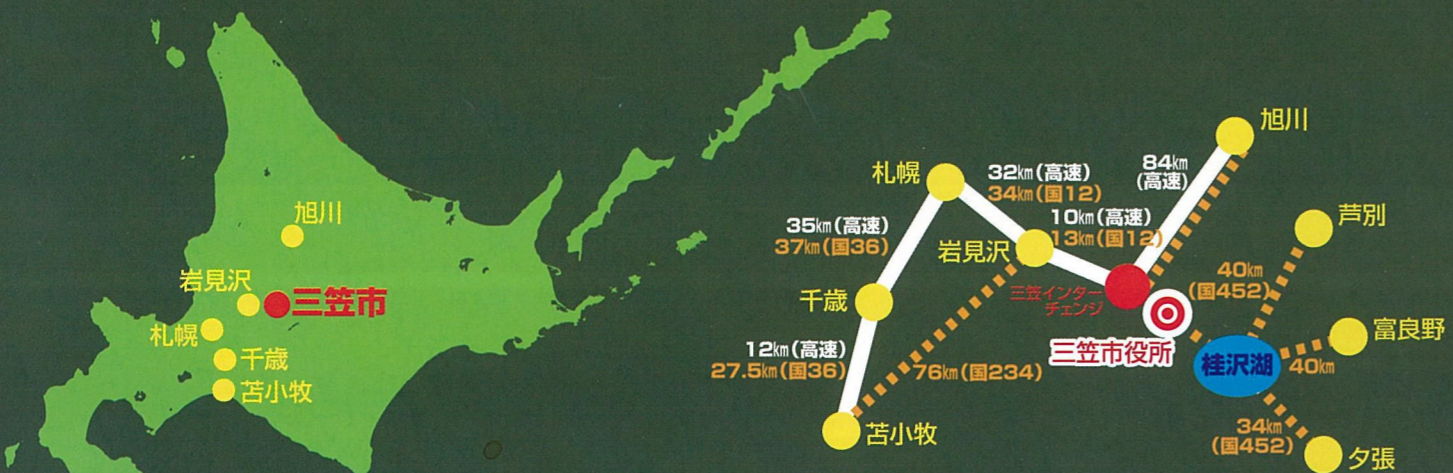 旭川
岩見沢
三笠市
札幌
千歳
苫小牧
旭川
札幌
32km(高速)
34km(国12)
84km
(高速)
10km(高速)
13km(国12)
35km(高速)
37km(国36)
岩見沢
芦別
千歳
三笠インター
チェンジ
40km
(国452)
三笠市役所
富良野
12km(高速)
27.5km(国36)
76km(国234)
桂沢湖
40km
苫小牧
34km
(国452)
夕張